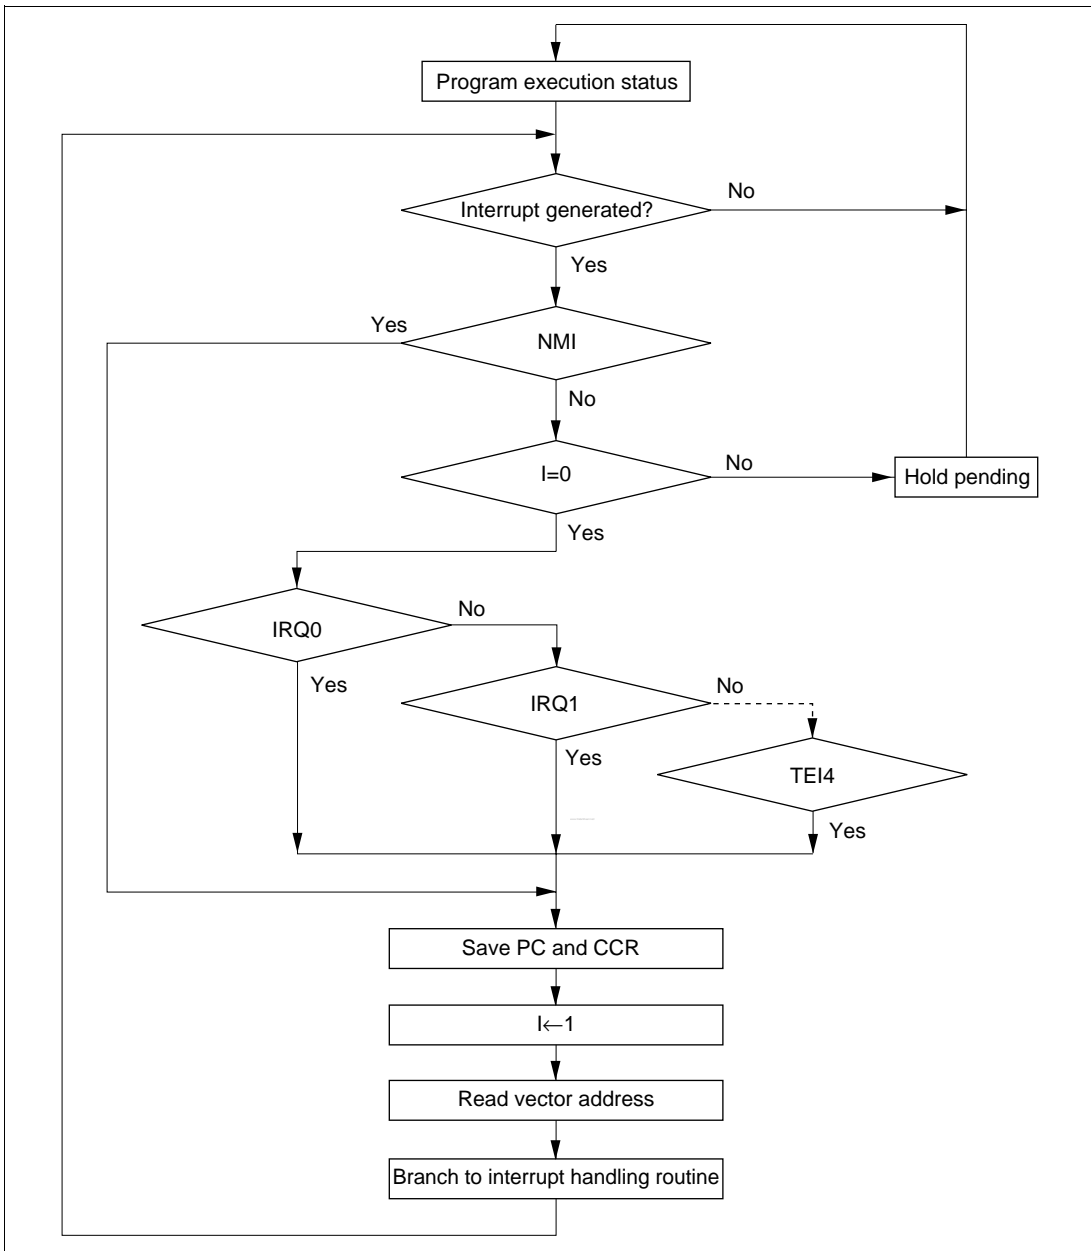 Program execution status
Interrupt generated?
No
Yes
Yes
NMI
No
I=0
No
Hold pending
Yes
IRQ0
No
Yes
IRQ1
No
Yes
TEI4
Yes
Save PC and CCR
I←1
Read vector address
Branch to interrupt handling routine